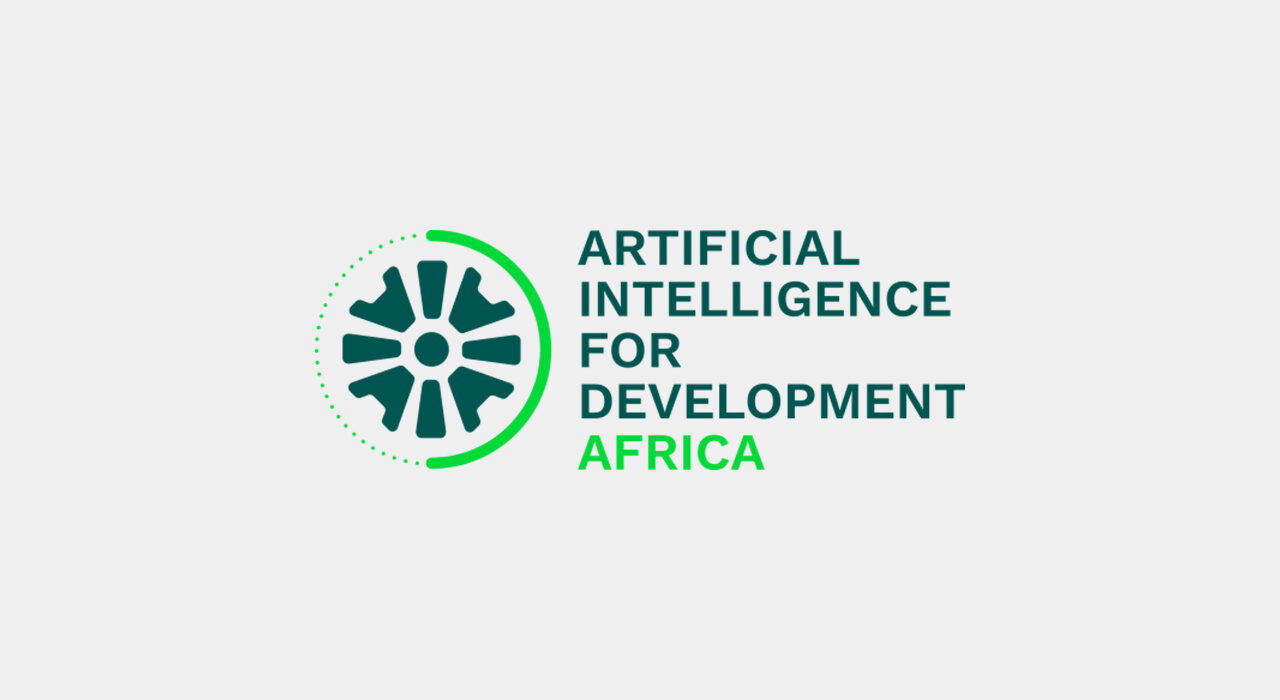 ARTIFICIAL
INTELLIGENCE
FOR
DEVELOPMENT
AFRICA